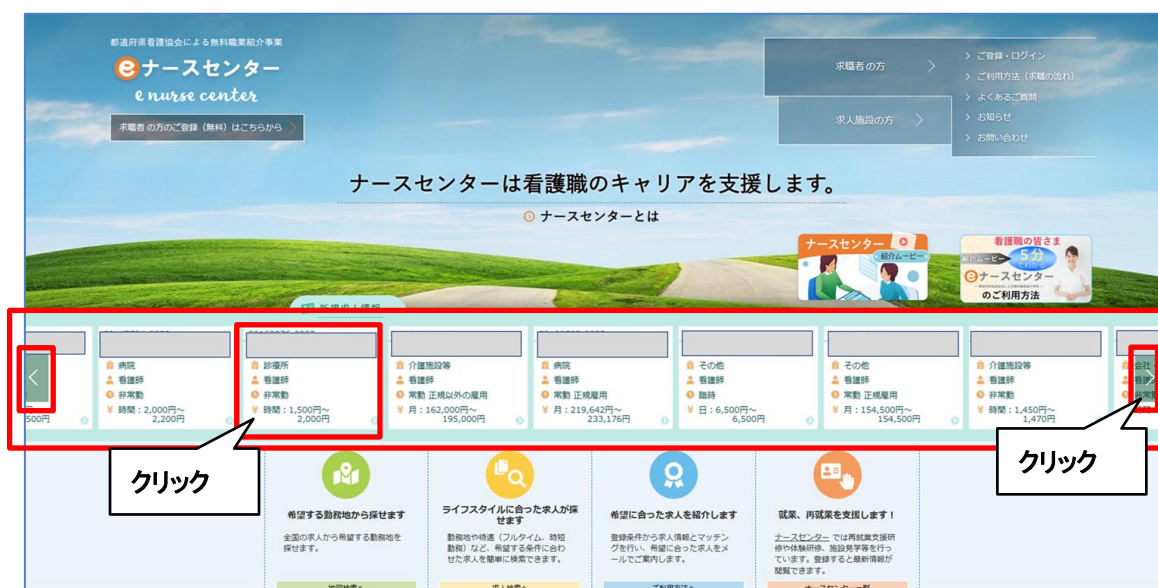 都道府県看護協会による無料職業紹介事業
eナースセンター
e nurse center
求職者の方のご登録（無料）はこちらから
求職者の方
求人施設の方
ご登録・ログイン
ご利用方法（求職の流れ）
よくあるご質問
お知らせ
お問い合わせ
ナースセンターは看護職のキャリアを支援します。
ナースセンターとは
ナースセンター
紹介ムービー
看護職の皆さま
紹介ムービー
5分
でわかる
eナースセンター
のご利用方法
新規求人情報
500円
病院
看護師
非常勤
時間：2,000円～
2,200円
診療所
看護師
非常勤
時間：1,500円～
2,000円
介護施設等
看護師
常勤 正規以外の雇用
月：162,000円～
195,000円
病院
看護師
常勤 正規雇用
月：219,642円～
233,176円
その他
看護師
臨時
日：6,500円～
6,500円
その他
看護師
常勤 正規雇用
月：154,500円～
154,500円
介護施設等
看護師
非常勤
時間：1,450円～
1,470円
会社
看護
非常勤
クリック
クリック
希望する勤務地から探せます
全国の求人から希望する勤務地を
探せます。
ライフスタイルに合った求人が探
せます
勤務地や待遇（フルタイム、時短
勤務）など、希望する条件に合わ
せた求人を簡単に検索できます。
希望に合った求人を紹介します
登録条件から求人情報とマッチン
グを行い、希望に合った求人をメ
ールでご案内します。
就業、再就業を支援します！
ナースセンター では再就業支援研
修や体験研修、施設見学等を行っ
ています。登録すると最新情報が
閲覧できます。